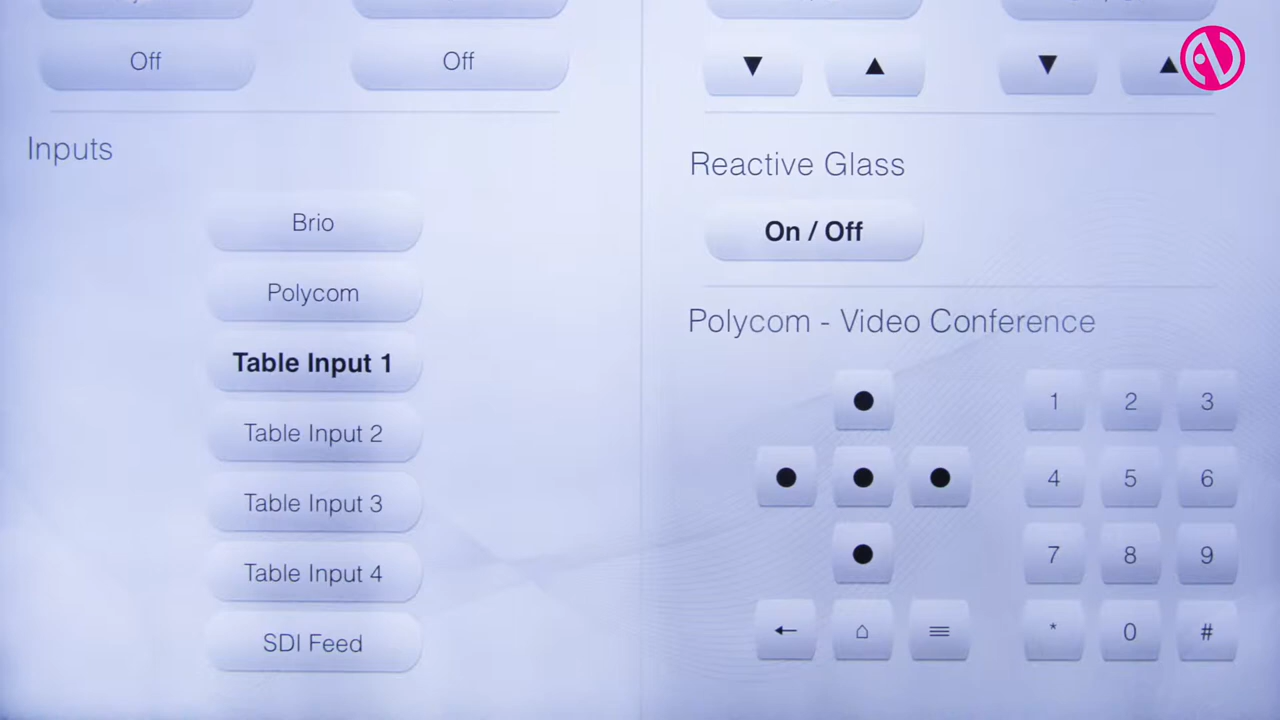 Off
Off
▼ ▲
▼ ▲
Inputs
Brio
Polycom
Table Input 1
Table Input 2
Table Input 3
Table Input 4
SDI Feed
Reactive Glass
On / Off
Polycom - Video Conference
1 2 3
4 5 6
7 8 9
* 0 #